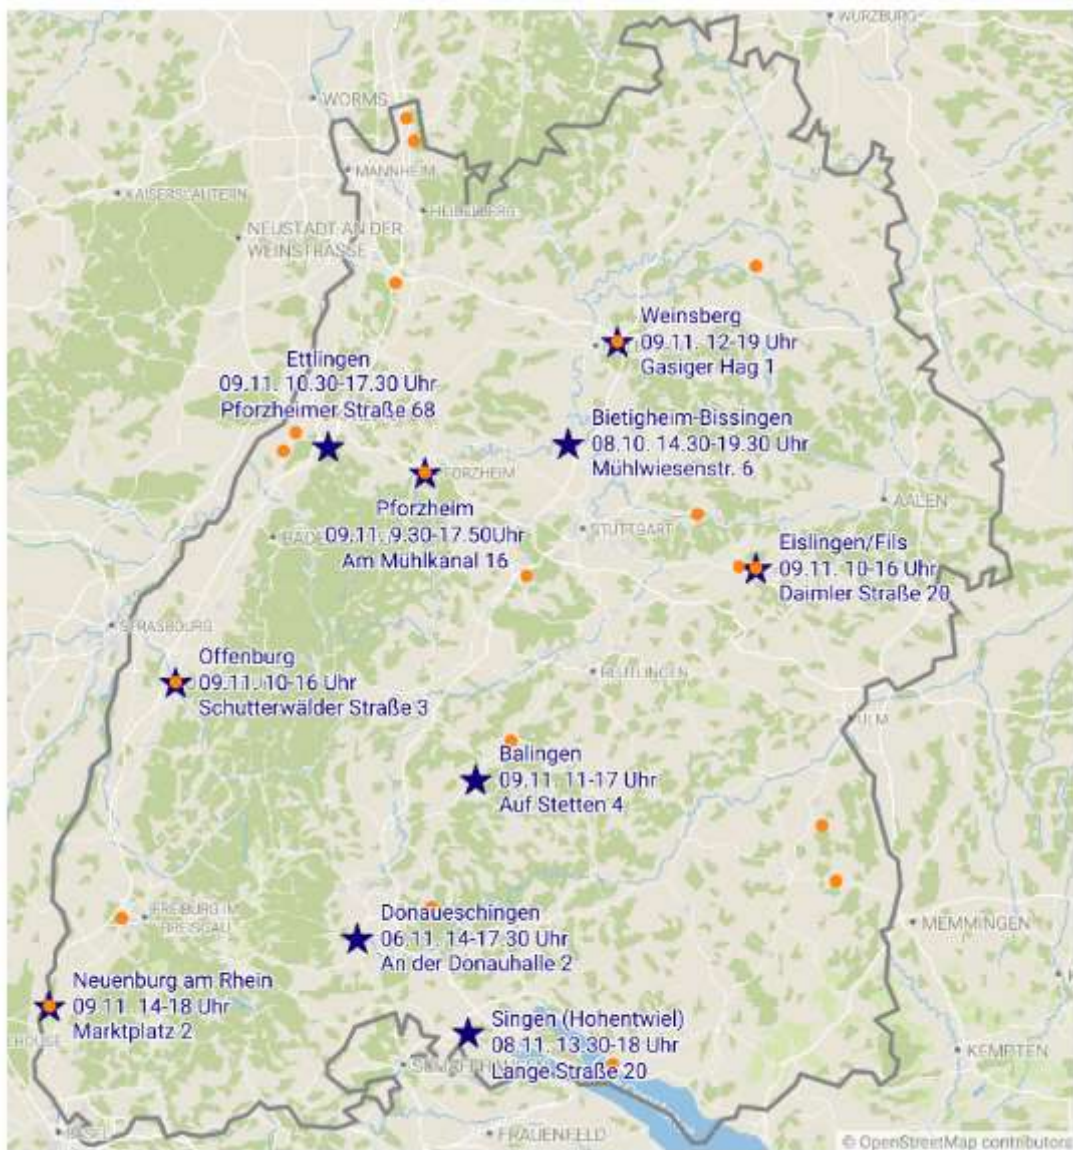 WÜRZBURG
WORMS
MANNHEIM
KAISERSLAUTERN
HEIDELBERG
NEUSTADT AN DER
WEINSTRASSE
Weinsberg
09.11. 12-19 Uhr
Gasiger Hag 1
Ettlingen
09.11. 10.30-17.30 Uhr
Pforzheimer Straße 68
Bietigheim-Bissingen
08.10. 14.30-19.30 Uhr
Mühlwiesenstr. 6
PFORZHEIM
Pforzheim
09.11. 9.30-17.50Uhr
Am Mühlkanal 16
AALEN
STUTTGART
Eislingen/Fils
09.11. 10-16 Uhr
Daimler Straße 20
STRASBOURG
Offenburg
09.11. 10-16 Uhr
Schutterwälder Straße 3
REUTLINGEN
ULM
Balingen
09.11. 11-17 Uhr
Auf Stetten 4
FREIBURG IM
BREISGAU
MEMMINGEN
Donaueschingen
06.11. 14-17.30 Uhr
An der Donauhalle 2
Neuenburg am Rhein
09.11. 14-18 Uhr
Marktplatz 2
Singen (Hohentwiel)
08.11. 13.30-18 Uhr
Lange Straße 20
KEMPTEN
BASEL
FRAUENFELD
© OpenStreetMap contributors